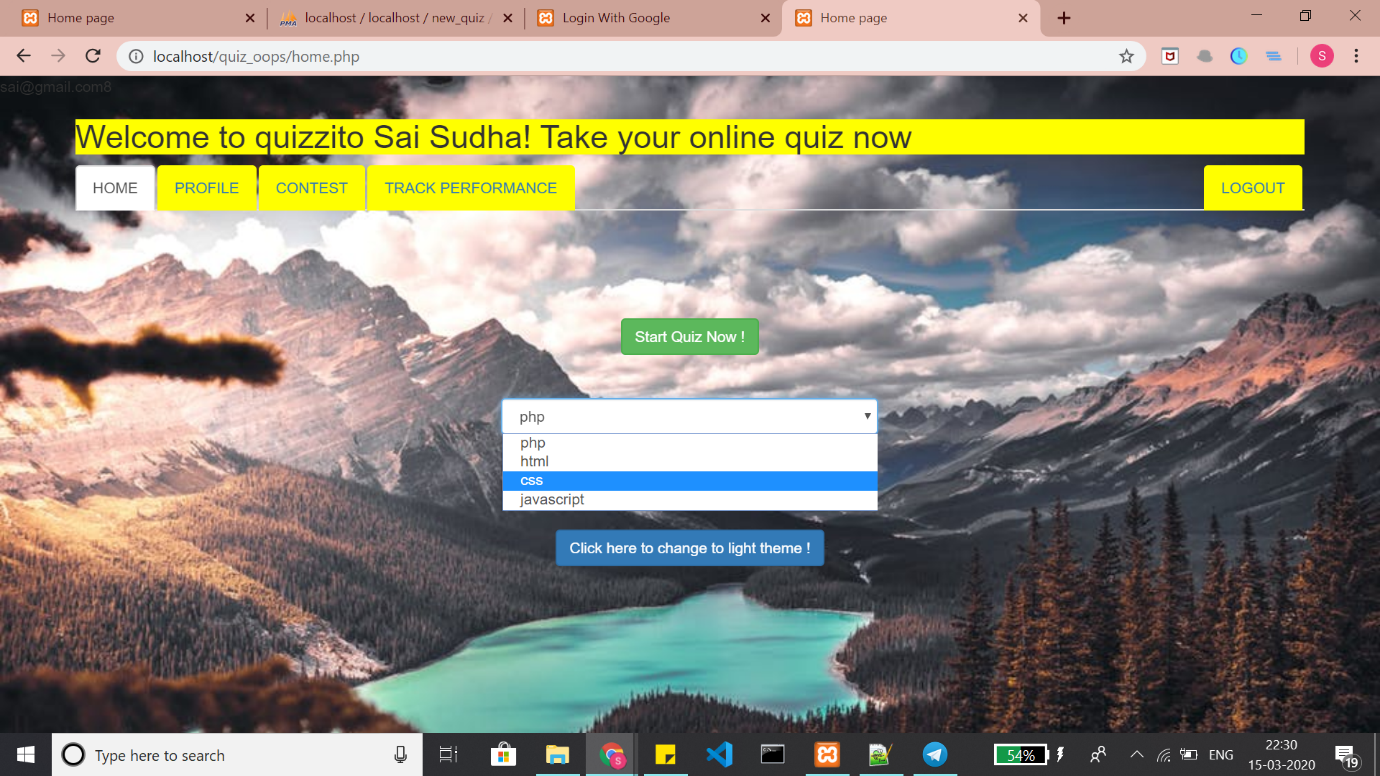 Home page
localhost / localhost / new_quiz /
Login With Google
Home page
localhost/quiz_oops/home.php
S
sai@gmail.com8
Welcome to quizzito Sai Sudha! Take your online quiz now
HOME
PROFILE
CONTEST
TRACK PERFORMANCE
LOGOUT
Start Quiz Now !
php
php
html
css
javascript
Click here to change to light theme !
Type here to search
S
54%
ENG
22:30
15-03-2020
19